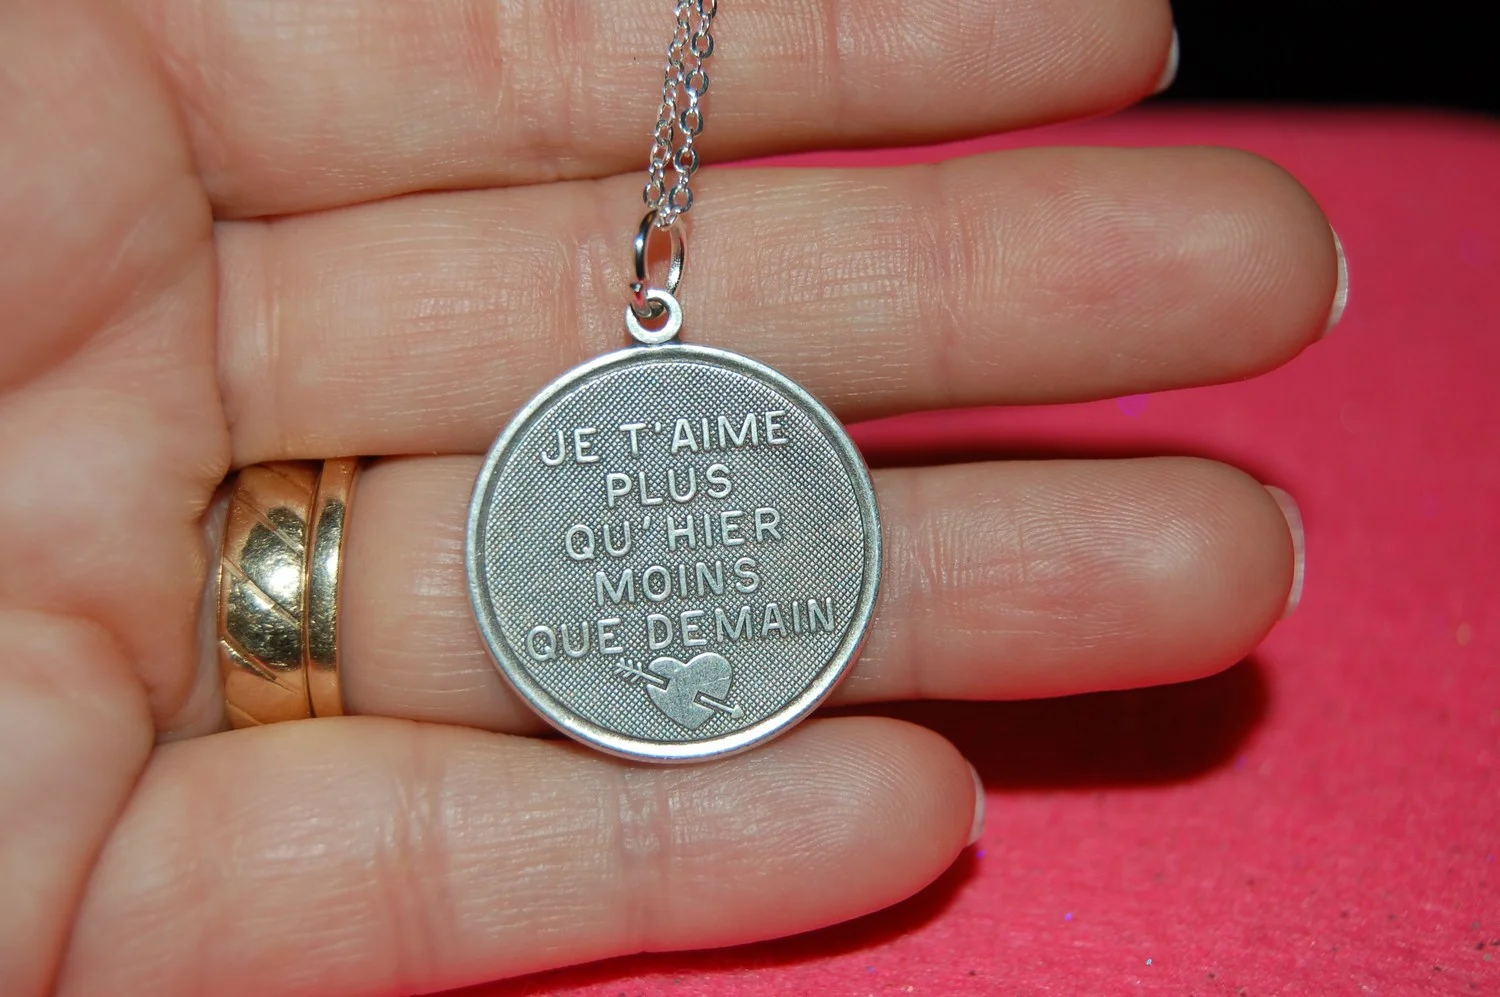 JE T'AIME
PLUS
QU'HIER
MOINS
QUE DEMAIN